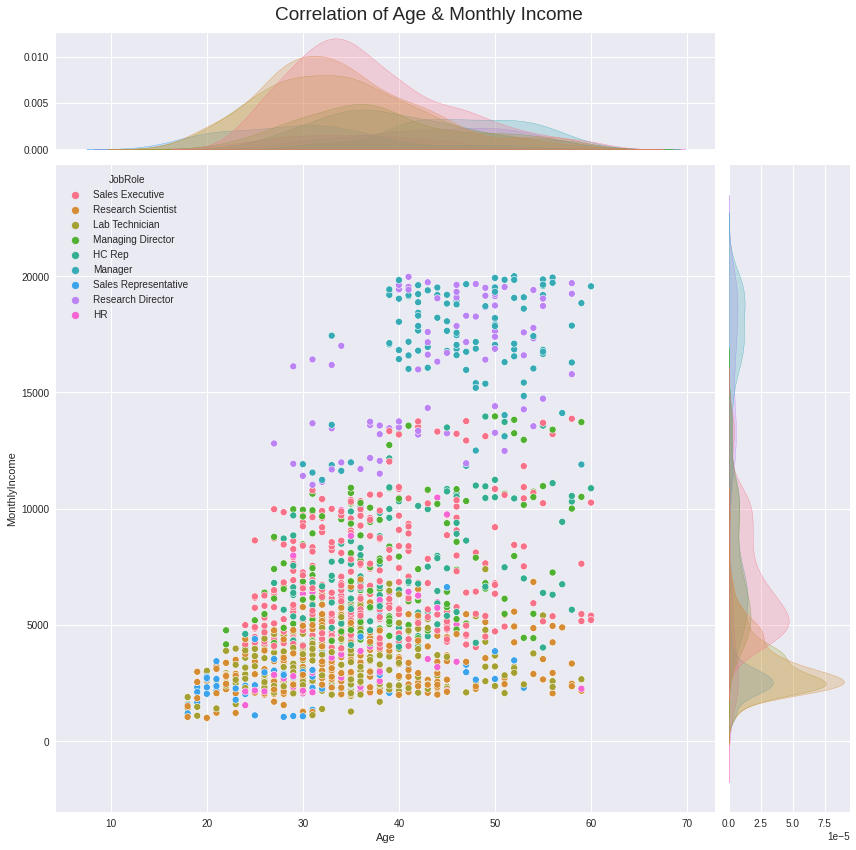 Correlation of Age & Monthly Income
0.010
0.005
0.000
JobRole
Sales Executive
Research Scientist
Lab Technician
Managing Director
HC Rep
Manager
Sales Representative
Research Director
HR
MonthlyIncome
20000
15000
10000
5000
0
10 20 30 40 50 60 70
Age
0.0 2.5 5.0 7.5
1e−5